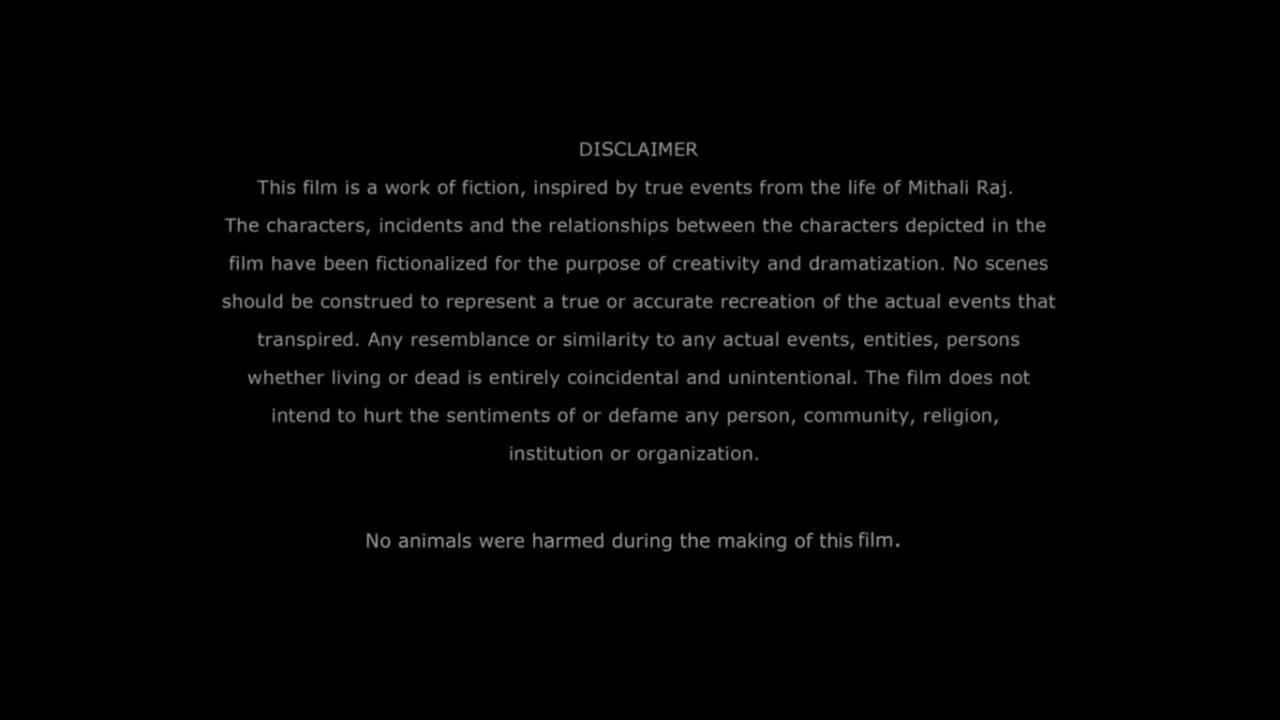 DISCLAIMER
This film is a work of fiction, inspired by true events from the life of Mithali Raj.
The characters, incidents and the relationships between the characters depicted in the
film have been fictionalized for the purpose of creativity and dramatization. No scenes
should be construed to represent a true or accurate recreation of the actual events that
transpired. Any resemblance or similarity to any actual events, entities, persons
whether living or dead is entirely coincidental and unintentional. The film does not
intend to hurt the sentiments of or defame any person, community, religion,
institution or organization.
No animals were harmed during the making of this film.